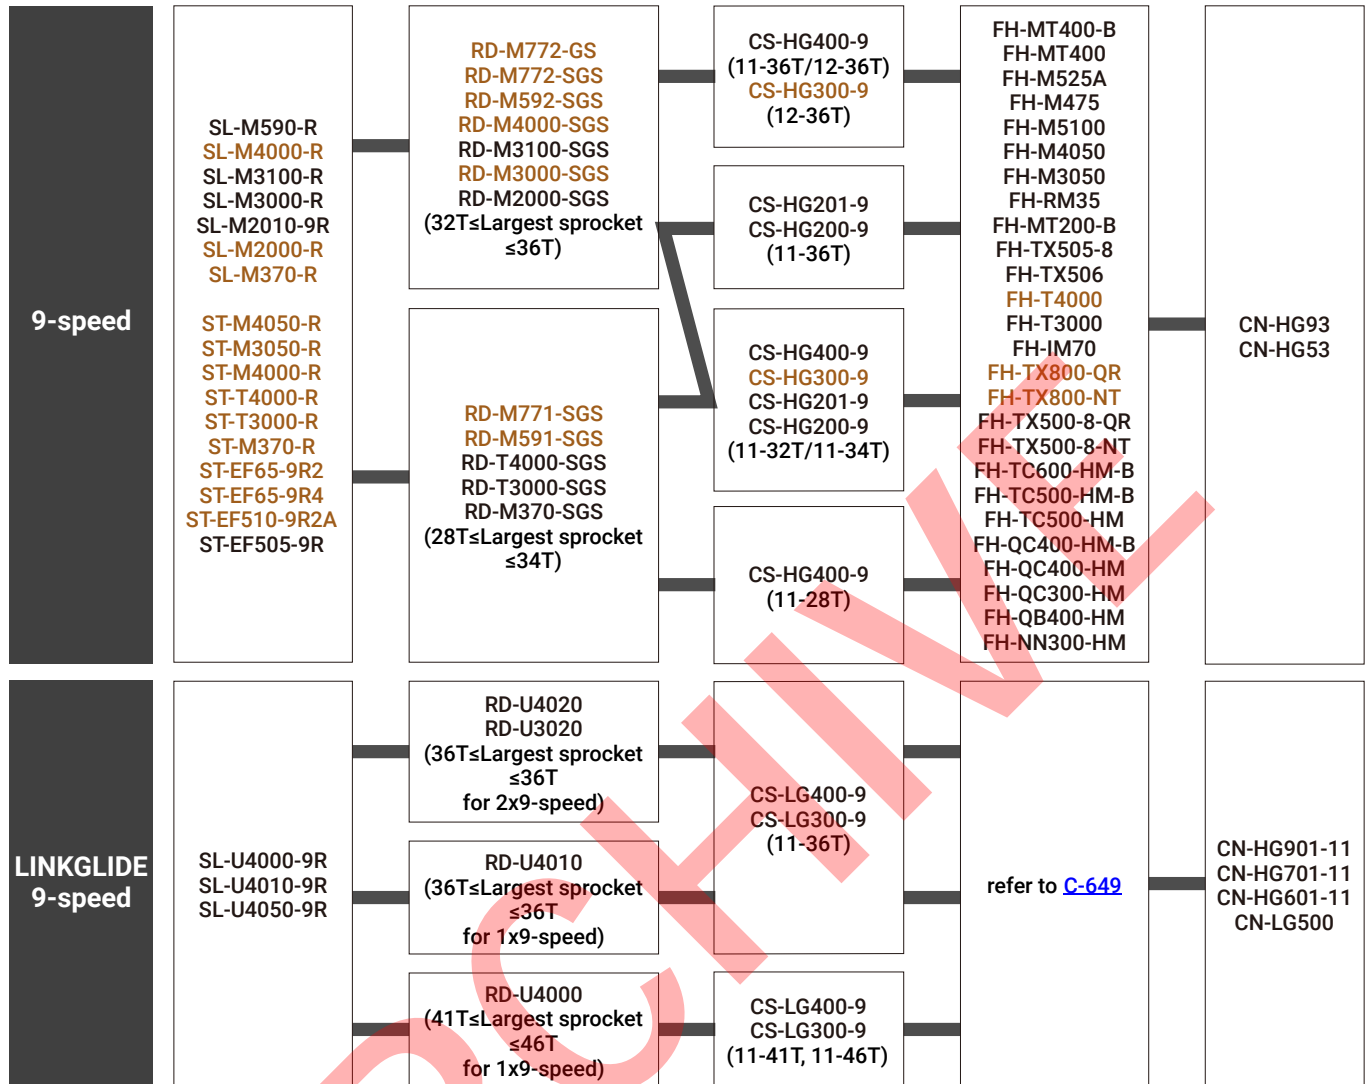 9-speed
SL-M590-R
SL-M4000-R
SL-M3100-R
SL-M3000-R
SL-M2010-9R
SL-M2000-R
SL-M370-R
ST-M4050-R
ST-M3050-R
ST-M4000-R
ST-T4000-R
ST-T3000-R
ST-M370-R
ST-EF65-9R2
ST-EF65-9R4
ST-EF510-9R2A
ST-EF505-9R
RD-M772-GS
RD-M772-SGS
RD-M592-SGS
RD-M4000-SGS
RD-M3100-SGS
RD-M3000-SGS
RD-M2000-SGS
(32T≤Largest sprocket
≤36T)
RD-M771-SGS
RD-M591-SGS
RD-T4000-SGS
RD-T3000-SGS
RD-M370-SGS
(28T≤Largest sprocket
≤34T)
CS-HG400-9
(11-36T/12-36T)
CS-HG300-9
(12-36T)
CS-HG201-9
CS-HG200-9
(11-36T)
CS-HG400-9
CS-HG300-9
CS-HG201-9
CS-HG200-9
(11-32T/11-34T)
CS-HG400-9
(11-28T)
FH-MT400-B
FH-MT400
FH-M525A
FH-M475
FH-M5100
FH-M4050
FH-M3050
FH-RM35
FH-MT200-B
FH-TX505-8
FH-TX506
FH-T4000
FH-T3000
FH-IM70
FH-TX800-QR
FH-TX800-NT
FH-TX500-8-QR
FH-TX500-8-NT
FH-TC600-HM-B
FH-TC500-HM-B
FH-TC500-HM
FH-QC400-HM-B
FH-QC400-HM
FH-QC300-HM
FH-QB400-HM
FH-NN300-HM
CN-HG93
CN-HG53
LINKGLIDE
9-speed
SL-U4000-9R
SL-U4010-9R
SL-U4050-9R
RD-U4020
RD-U3020
(36T≤Largest sprocket
≤36T
for 2x9-speed)
RD-U4010
(36T≤Largest sprocket
≤36T
for 1x9-speed)
RD-U4000
(41T≤Largest sprocket
≤46T
for 1x9-speed)
CS-LG400-9
CS-LG300-9
(11-36T)
CS-LG400-9
CS-LG300-9
(11-41T, 11-46T)
refer to C-649
CN-HG901-11
CN-HG701-11
CN-HG601-11
CN-LG500
RCHIVE